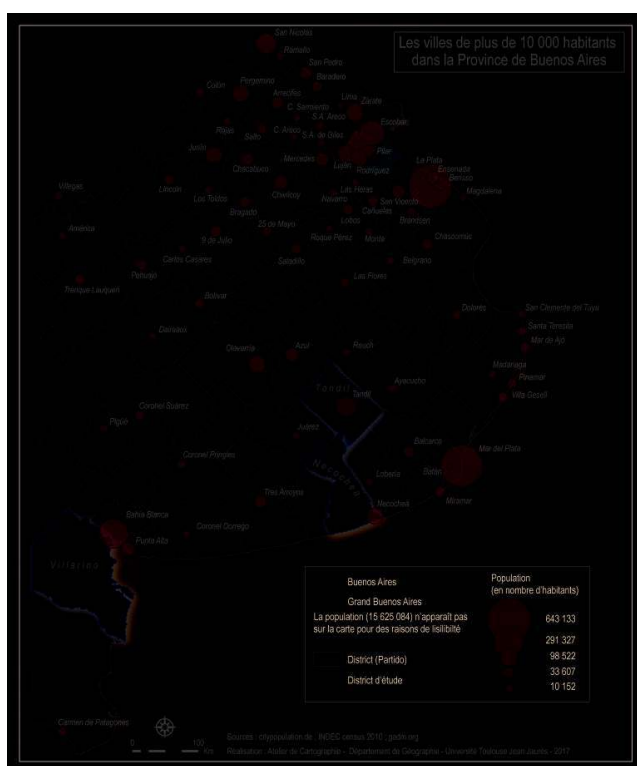 Les villes de plus de 10 000 habitants
dans la Province de Buenos Aires
San Nicolás
Ramallo
San Pedro
Baradero
Colón
Pergamino
Arrecifes
Lima
Zárate
C. Sarmiento
S.A. Areco
Escobar
Rojas
Salto
C. Areco
S.A. de Giles
Pilar
Junín
Chacabuco
Mercedes
Luján
Rodríguez
La Plata
Ensenada
Berisso
Magdalena
Villegas
Lincoln
Los Toldos
Chivilcoy
Navarro
Las Heras
San Vicente
Cañuelas
Bragado
Lobos
Brandsen
América
9 de Julio
25 de Mayo
Roque Pérez
Monte
Chascomús
Carlos Casares
Saladillo
Belgrano
Pehuajó
Trenque Lauquen
Las Flores
Bolívar
Dolores
San Clemente del Tuyú
Santa Teresita
Mar de Ajó
Daireaux
Olavarría
Azul
Rauch
Madariaga
Pinamar
Villa Gesell
Tandil
Ayacucho
Tandil
Coronel Suárez
Pigüé
Juárez
Balcarce
Mar del Plata
Coronel Pringles
Necochea
Lobería
Batán
Tres Arroyos
Necochea
Miramar
Bahía Blanca
Coronel Dorrego
Punta Alta
Villarino
Buenos Aires
Grand Buenos Aires
La population (15 625 084) n'apparaît pas
sur la carte pour des raisons de lisilibité
District (Partido)
District d'étude
Population
(en nombre d'habitants)
643 133
291 327
98 522
33 607
10 152
Carmen de Patagones
0 100
Km
Sources : citypopulation.de ; INDEC census 2010 ; gadm.org
Réalisation : Atelier de Cartographie - Département de Géographie - Université Toulouse Jean Jaurès - 2017